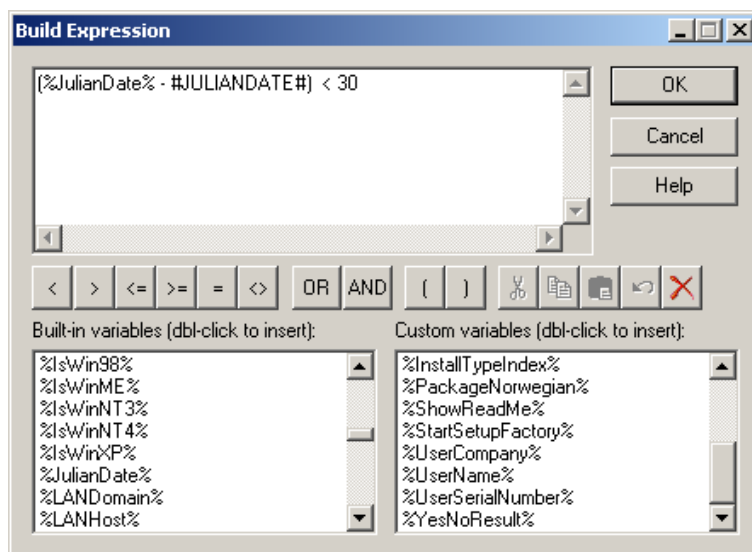 Build Expression
(%JulianDate% - #JULIANDATE#) < 30
OK
Cancel
Help
< > <= >= = <> OR AND ( )
Built-in variables (dbl-click to insert):
%IsWin98%
%IsWinME%
%IsWinNT3%
%IsWinNT4%
%IsWinXP%
%JulianDate%
%LANDomain%
%LANHost%
Custom variables (dbl-click to insert):
%InstallTypeIndex%
%PackageNorwegian%
%ShowReadMe%
%StartSetupFactory%
%UserCompany%
%UserName%
%UserSerialNumber%
%YesNoResult%